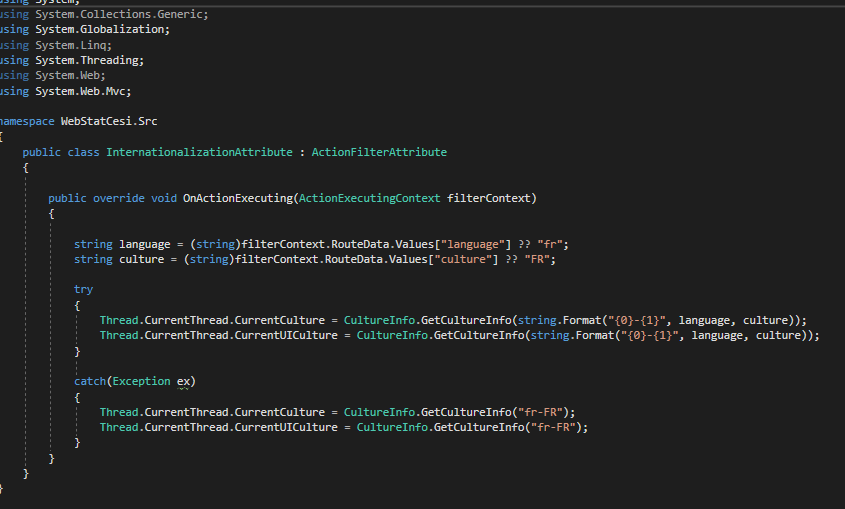 using System;
using System.Collections.Generic;
using System.Globalization;
using System.Linq;
using System.Threading;
using System.Web;
using System.Web.Mvc;
namespace WebStatCesi.Src
{
public class InternationalizationAttribute : ActionFilterAttribute
{
public override void OnActionExecuting(ActionExecutingContext filterContext)
{
string language = (string)filterContext.RouteData.Values["language"] ?? "fr";
string culture = (string)filterContext.RouteData.Values["culture"] ?? "FR";
try
{
Thread.CurrentThread.CurrentCulture = CultureInfo.GetCultureInfo(string.Format("{0}-{1}", language, culture));
Thread.CurrentThread.CurrentUICulture = CultureInfo.GetCultureInfo(string.Format("{0}-{1}", language, culture));
}
catch(Exception ex)
{
Thread.CurrentThread.CurrentCulture = CultureInfo.GetCultureInfo("fr-FR");
Thread.CurrentThread.CurrentUICulture = CultureInfo.GetCultureInfo("fr-FR");
}
}
}
}